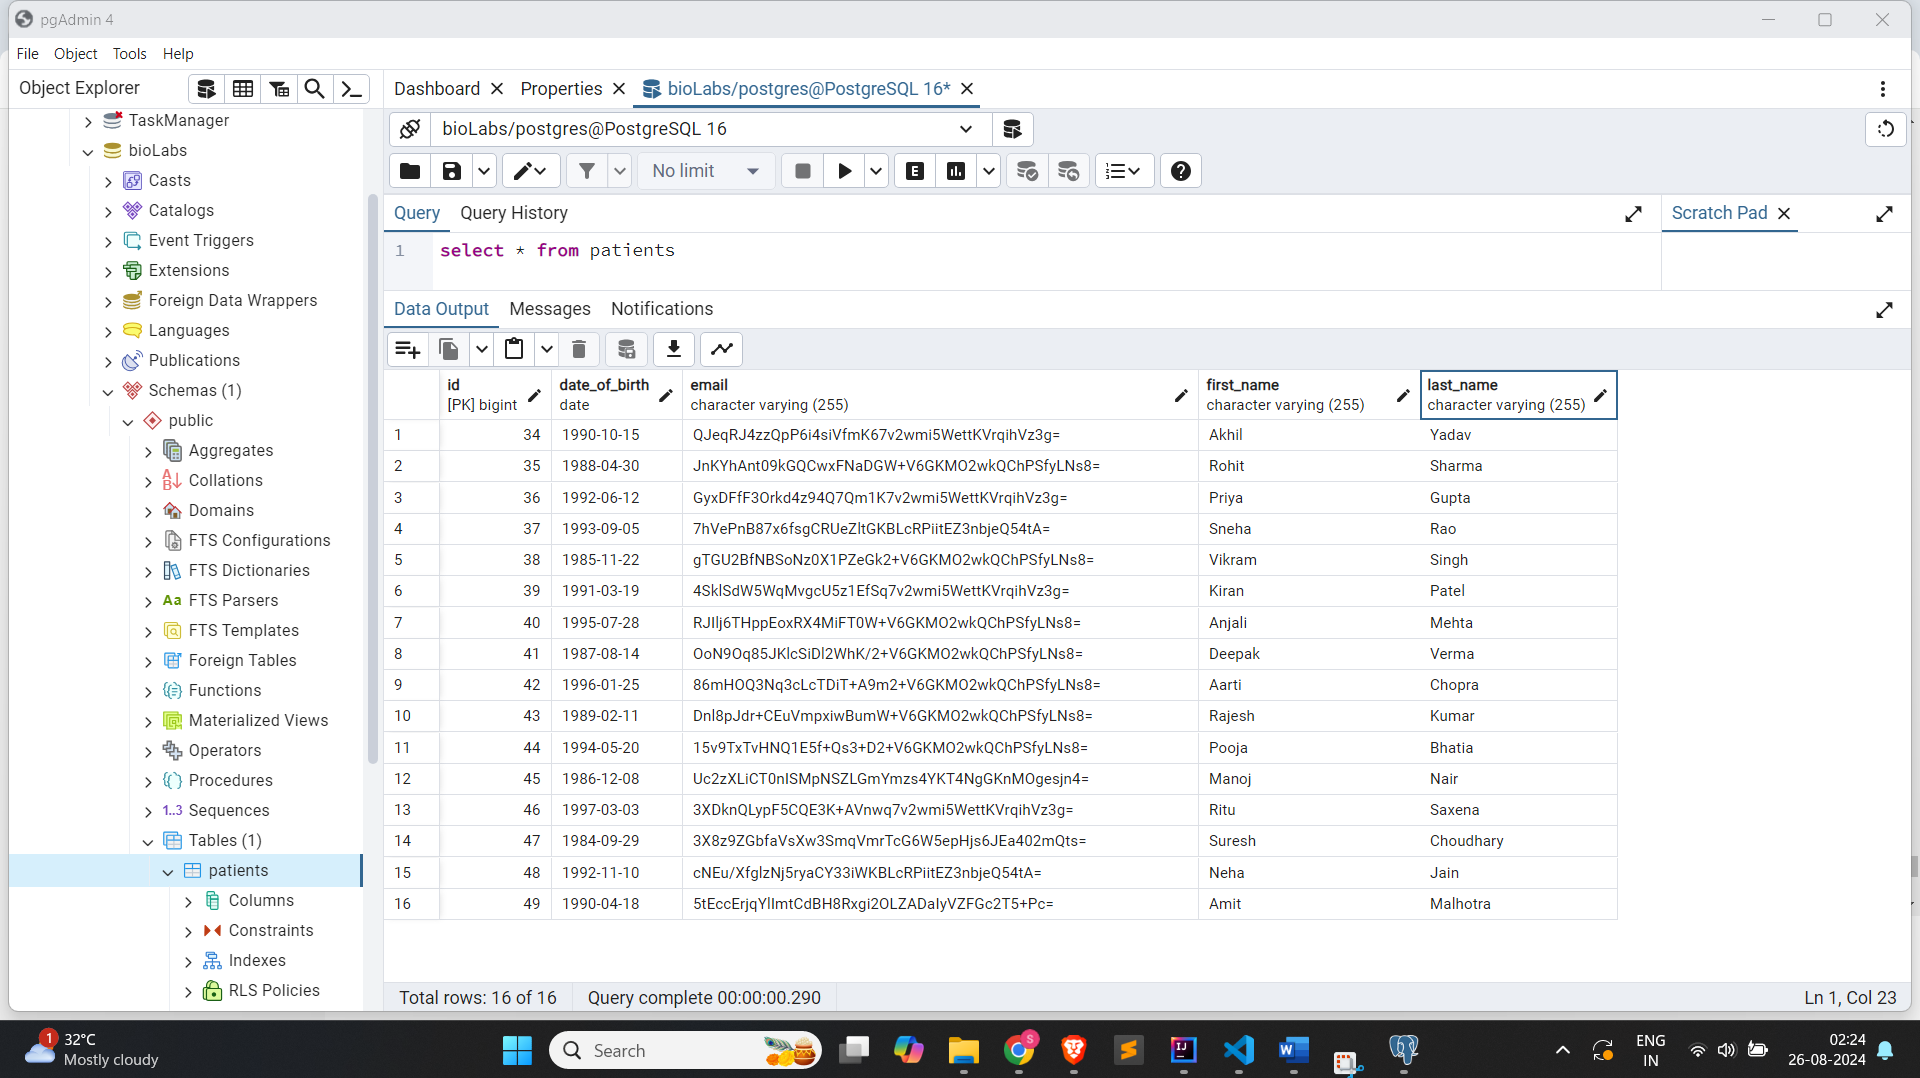 pgAdmin 4
File Object Tools Help
Object Explorer
Dashboard Properties bioLabs/postgres@PostgreSQL 16*
TaskManager
bioLabs
Casts
Catalogs
Event Triggers
Extensions
Foreign Data Wrappers
Languages
Publications
Schemas (1)
public
Aggregates
Collations
Domains
FTS Configurations
FTS Dictionaries
Aa FTS Parsers
FTS Templates
Foreign Tables
Functions
Materialized Views
Operators
Procedures
1..3 Sequences
Tables (1)
patients
Columns
Constraints
Indexes
RLS Policies
bioLabs/postgres@PostgreSQL 16
No limit
E
Query Query History
Scratch Pad
1 select * from patients
Data Output Messages Notifications
id date_of_birth email first_name last_name
[PK] bigint date character varying (255) character varying (255) character varying (255)
1 34 1990-10-15 QJeqRJ4zzQpP6i4siVfmK67v2wmi5WettKVrqihVz3g= Akhil Yadav
2 35 1988-04-30 JnKYhAnt09kGQCwxFNaDGW+V6GKMO2wkQChPSfyLNs8= Rohit Sharma
3 36 1992-06-12 GyxDFfF3Orkd4z94Q7Qm1K7v2wmi5WettKVrqihVz3g= Priya Gupta
4 37 1993-09-05 7hVePnB87x6fsgCRUeZltGKBLcRPiitEZ3nbjeQ54tA= Sneha Rao
5 38 1985-11-22 gTGU2BfNBSoNz0X1PZeGk2+V6GKMO2wkQChPSfyLNs8= Vikram Singh
6 39 1991-03-19 4SklSdW5WqMvgcU5z1EfSq7v2wmi5WettKVrqihVz3g= Kiran Patel
7 40 1995-07-28 RJIlj6THppEoxRX4MiFT0W+V6GKMO2wkQChPSfyLNs8= Anjali Mehta
8 41 1987-08-14 OoN9Oq85JKlcSiDl2WhK/2+V6GKMO2wkQChPSfyLNs8= Deepak Verma
9 42 1996-01-25 86mHOQ3Nq3cLcTDiT+A9m2+V6GKMO2wkQChPSfyLNs8= Aarti Chopra
10 43 1989-02-11 Dnl8pJdr+CEuVmpxiwBumW+V6GKMO2wkQChPSfyLNs8= Rajesh Kumar
11 44 1994-05-20 15v9TxTvHNQ1E5f+Qs3+D2+V6GKMO2wkQChPSfyLNs8= Pooja Bhatia
12 45 1986-12-08 Uc2zXLiCT0nISMpNSZLGmYmzs4YKT4NgGKnMOgesjn4= Manoj Nair
13 46 1997-03-03 3XDknQLypF5CQE3K+AVnwq7v2wmi5WettKVrqihVz3g= Ritu Saxena
14 47 1984-09-29 3X8z9ZGbfaVsXw3SmqVmrTcG6W5epHjs6JEa402mQts= Suresh Choudhary
15 48 1992-11-10 cNEu/XfglzNj5ryaCY33iWKBLcRPiitEZ3nbjeQ54tA= Neha Jain
16 49 1990-04-18 5tEccErjqYlImtCdBH8Rxgi2OLZADaIyVZFGc2T5+Pc= Amit Malhotra
Total rows: 16 of 16 Query complete 00:00:00.290 Ln 1, Col 23
1 32°C
Mostly cloudy
Search
S
ENG
IN
02:24
26-08-2024